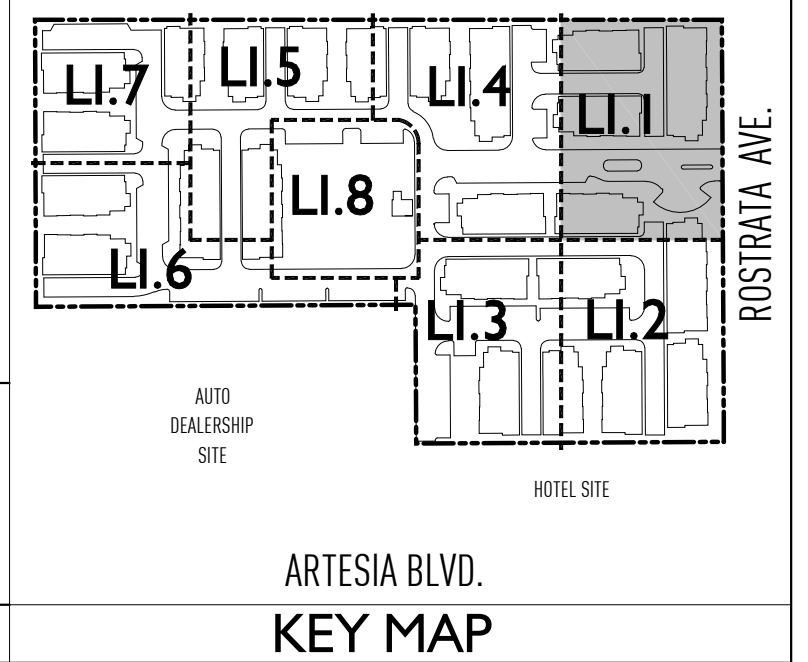 LI.7
LI.5
LI.4
LI.1
LI.8
LI.6
LI.3
LI.2
ROSTRATA AVE.
AUTO
DEALERSHIP
SITE
HOTEL SITE
ARTESIA BLVD.
KEY MAP